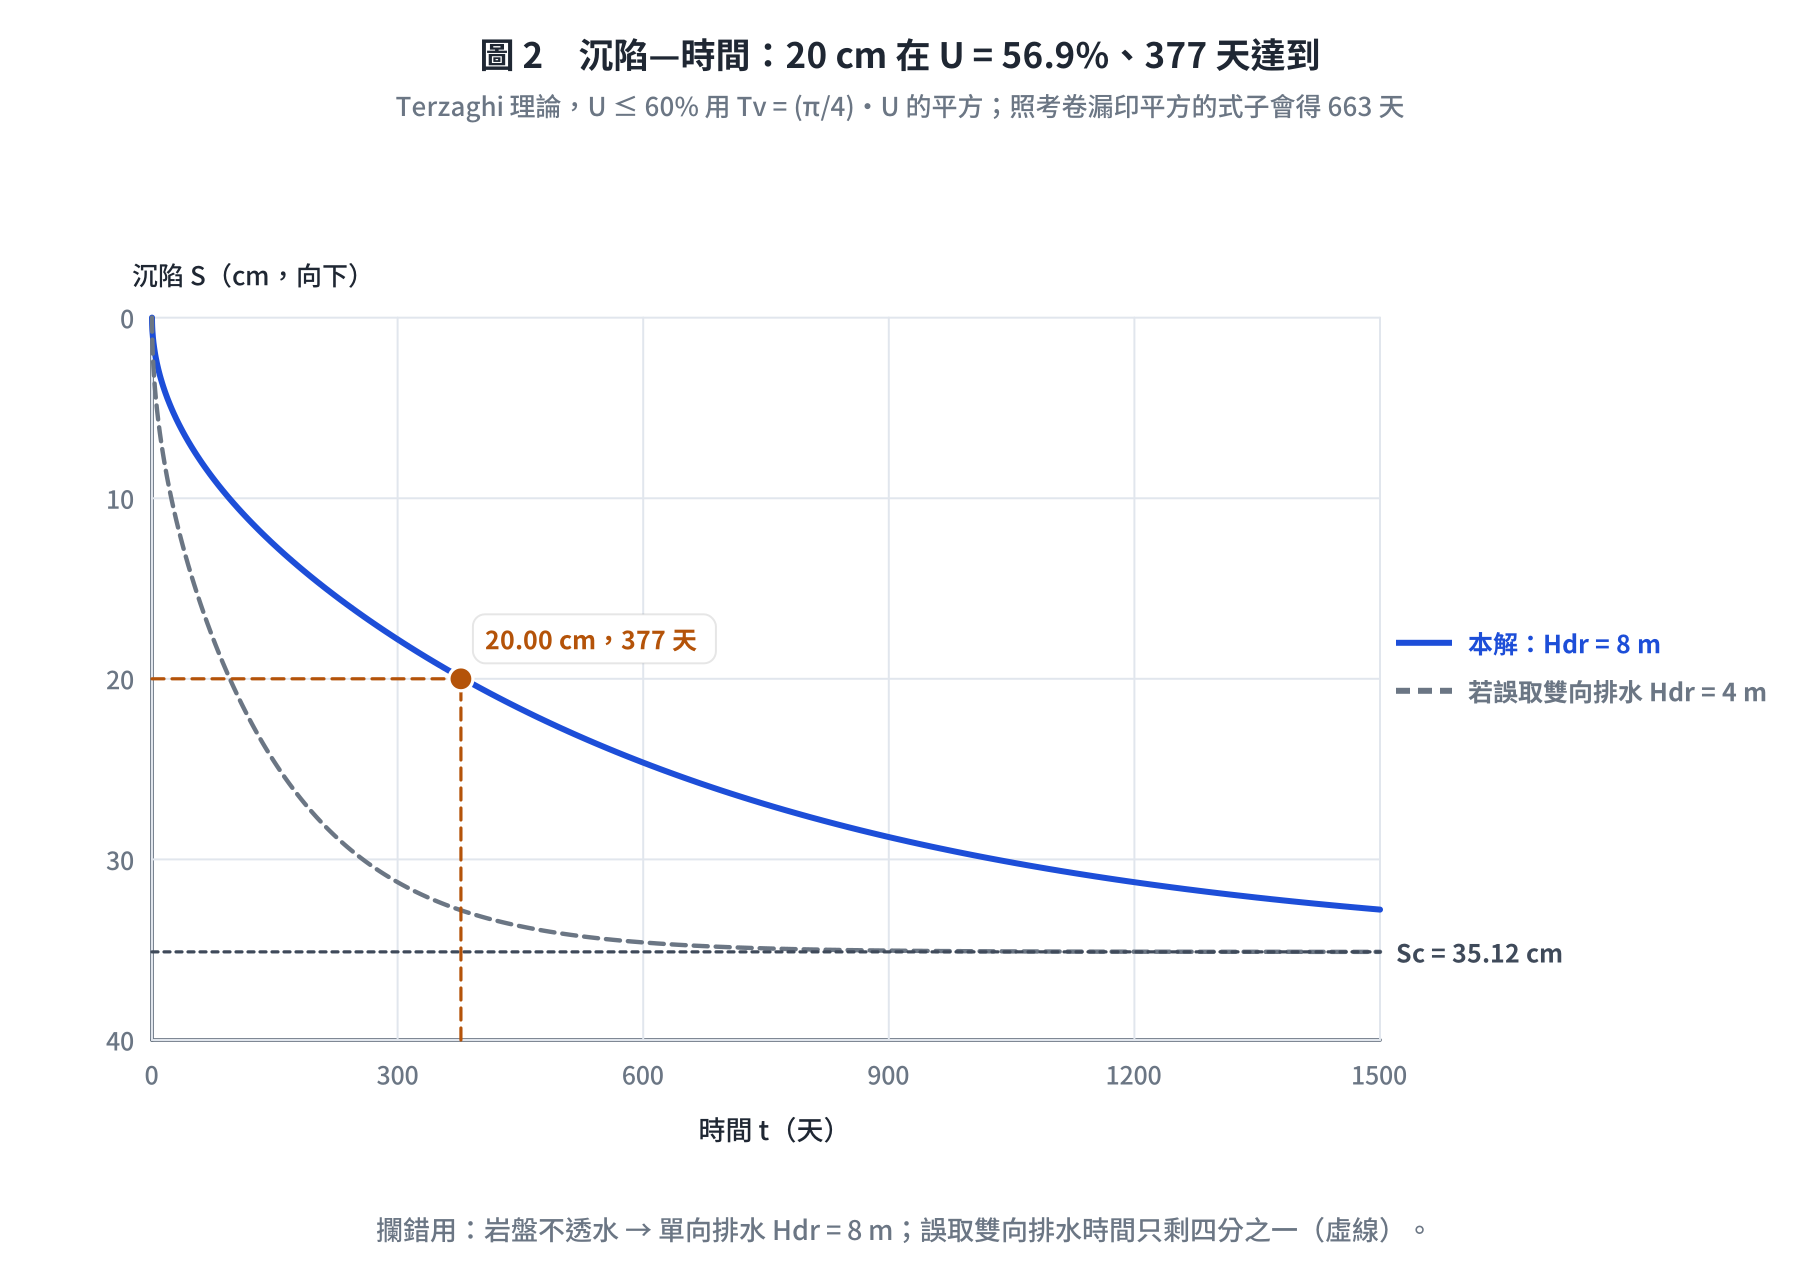 圖 2　沉陷—時間：20 cm 在 U = 56.9%、377 天達到
Terzaghi 理論，U ≤ 60% 用 Tv = (π/4)・U 的平方；照考卷漏印平方的式子會得 663 天
沉陷 S（cm，向下）
0
10
20
30
40
20.00 cm，377 天
本解：Hdr = 8 m
若誤取雙向排水 Hdr = 4 m
Sc = 35.12 cm
0 300 600 900 1200 1500
時間 t（天）
攔錯用：岩盤不透水 → 單向排水 Hdr = 8 m；誤取雙向排水時間只剩四分之一（虛線）。